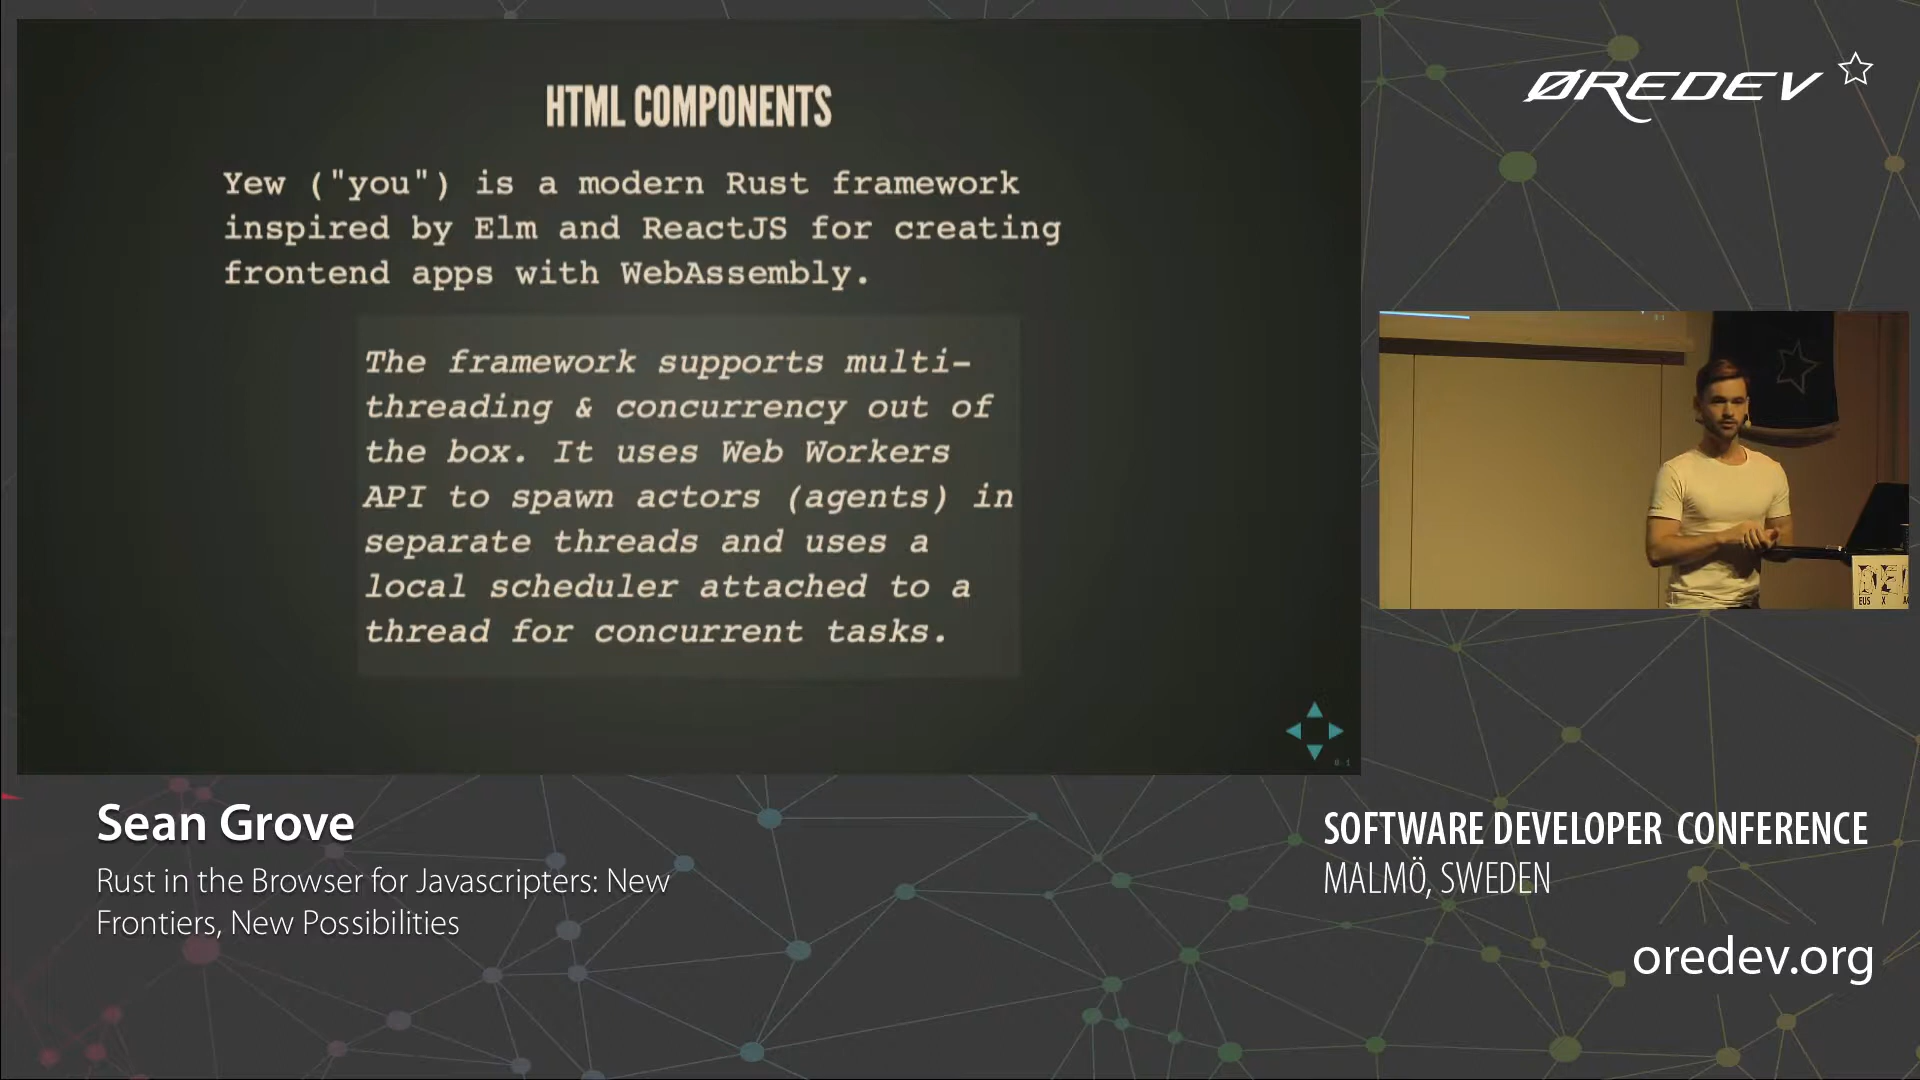 HTML COMPONENTS
Yew ("you") is a modern Rust framework
inspired by Elm and ReactJS for creating
frontend apps with WebAssembly.
The framework supports multi-
threading & concurrency out of
the box. It uses Web Workers
API to spawn actors (agents) in
separate threads and uses a
local scheduler attached to a
thread for concurrent tasks.
ØREDEV
Sean Grove
Rust in the Browser for Javascripters: New
Frontiers, New Possibilities
SOFTWARE DEVELOPER CONFERENCE
MALMÖ, SWEDEN
oredev.org